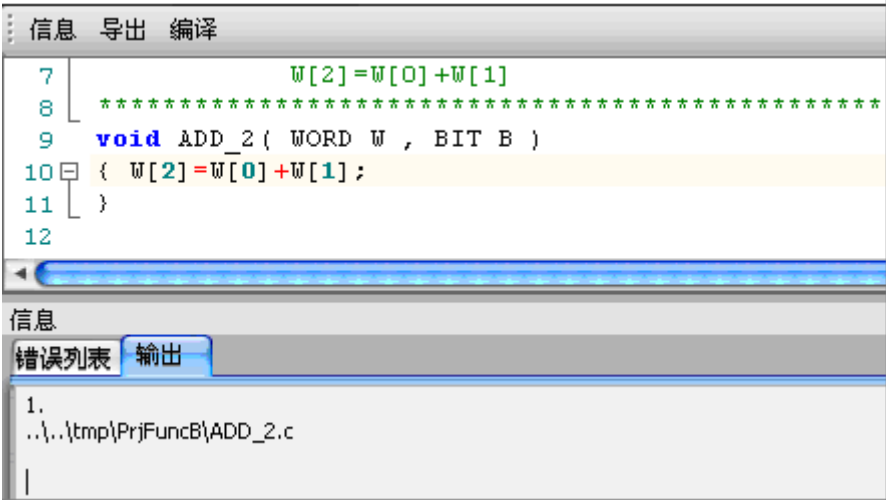 信息 导出 编译
7 W[2]=W[0]+W[1]
8 *************************************************
9 void ADD_2( WORD W , BIT B )
10 { W[2]=W[0]+W[1];
11 }
12
信息
错误列表 输出
1.
..\..\tmp\PrjFuncB\ADD_2.c